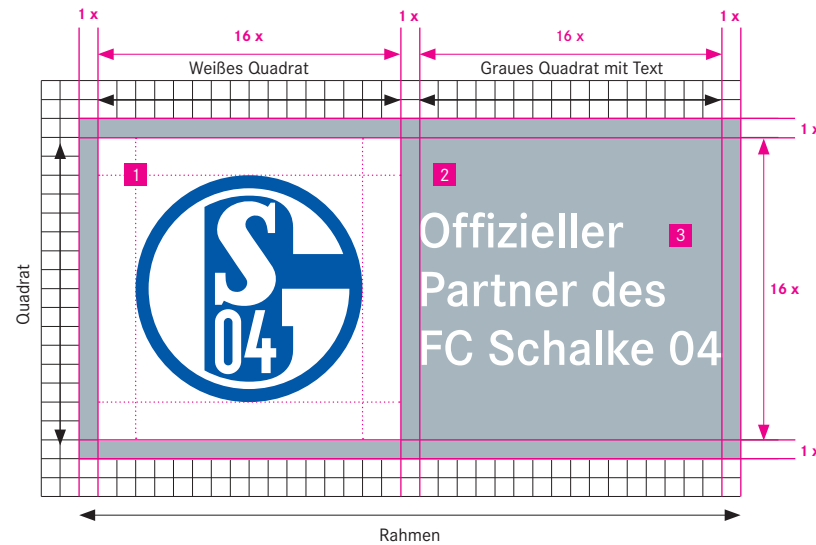 1 x
1 x
1 x
16 x
16 x
Weißes Quadrat
Graues Quadrat mit Text
1 x
1
2
S
04
Offizieller
3
Partner des
FC Schalke 04
Quadrat
16 x
1 x
Rahmen